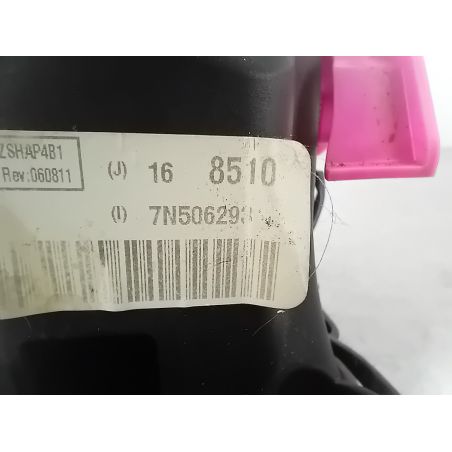 ZSHAP4B1
Rev:060811
(J) 16 8510
(I) 7N506293